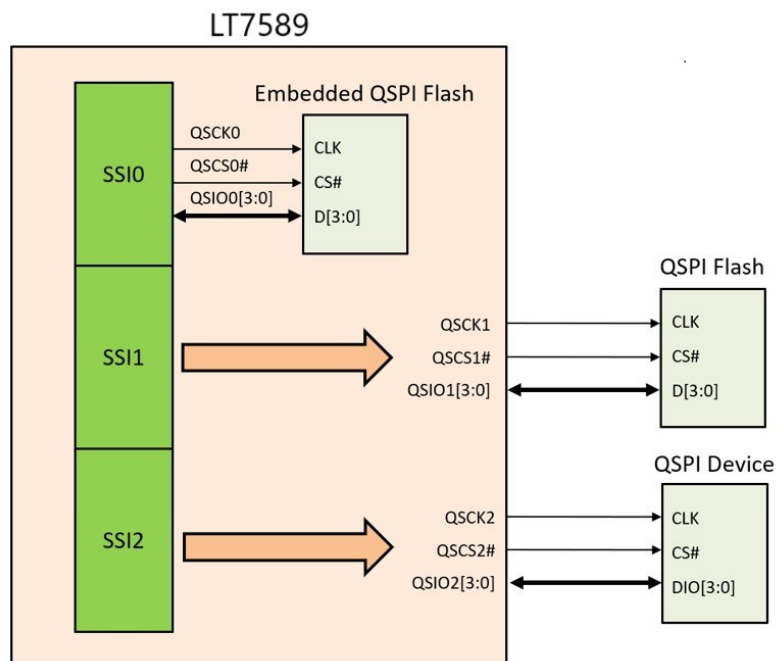 LT7589
Embedded QSPI Flash
SSI0
QSCK0
CLK
QSCS0#
CS#
QSIO0[3:0]
D[3:0]
QSPI Flash
SSI1
QSCK1
CLK
QSCS1#
CS#
QSIO1[3:0]
D[3:0]
QSPI Device
SSI2
QSCK2
CLK
QSCS2#
CS#
QSIO2[3:0]
DIO[3:0]